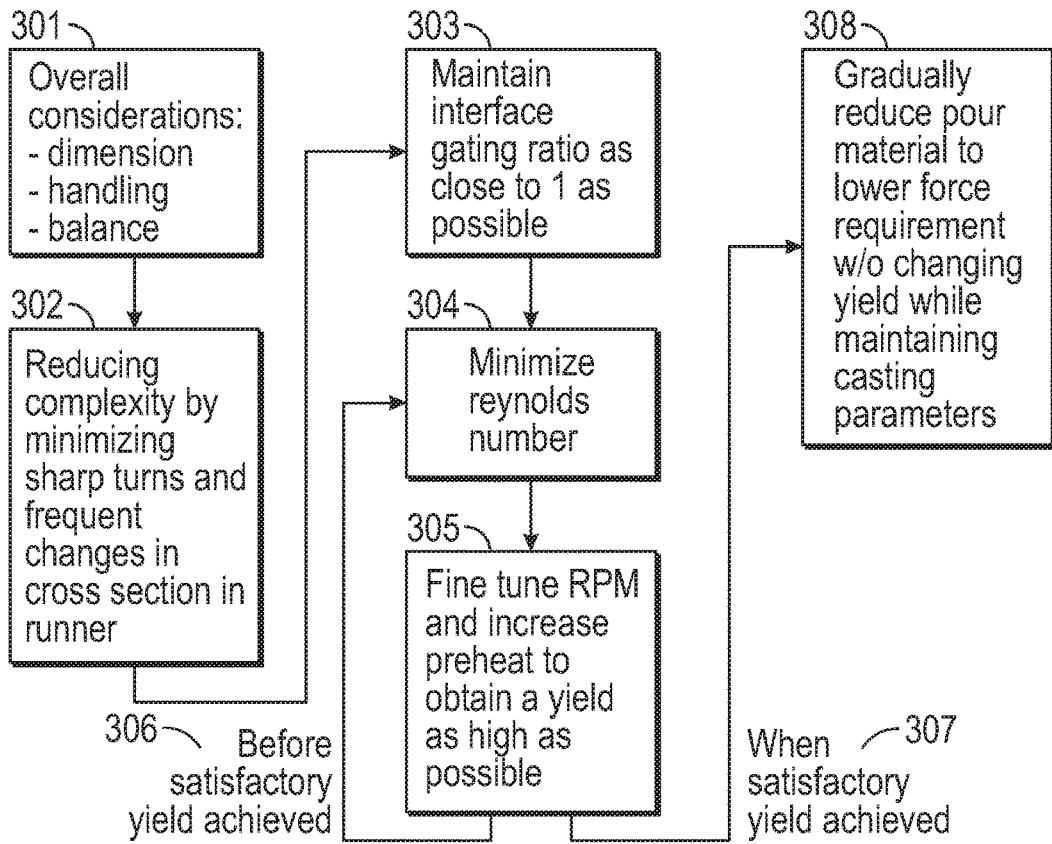 301
Overall
considerations:
- dimension
- handling
- balance
302
Reducing
complexity by
minimizing
sharp turns and
frequent
changes in
cross section in
runner
303
Maintain
interface
gating ratio as
close to 1 as
possible
304
Minimize
reynolds
number
305
Fine tune RPM
and increase
preheat to
obtain a yield
as high as
possible
306
Before
satisfactory
yield achieved
307
When
satisfactory
yield achieved
308
Gradually
reduce pour
material to
lower force
requirement
w/o changing
yield while
maintaining
casting
parameters